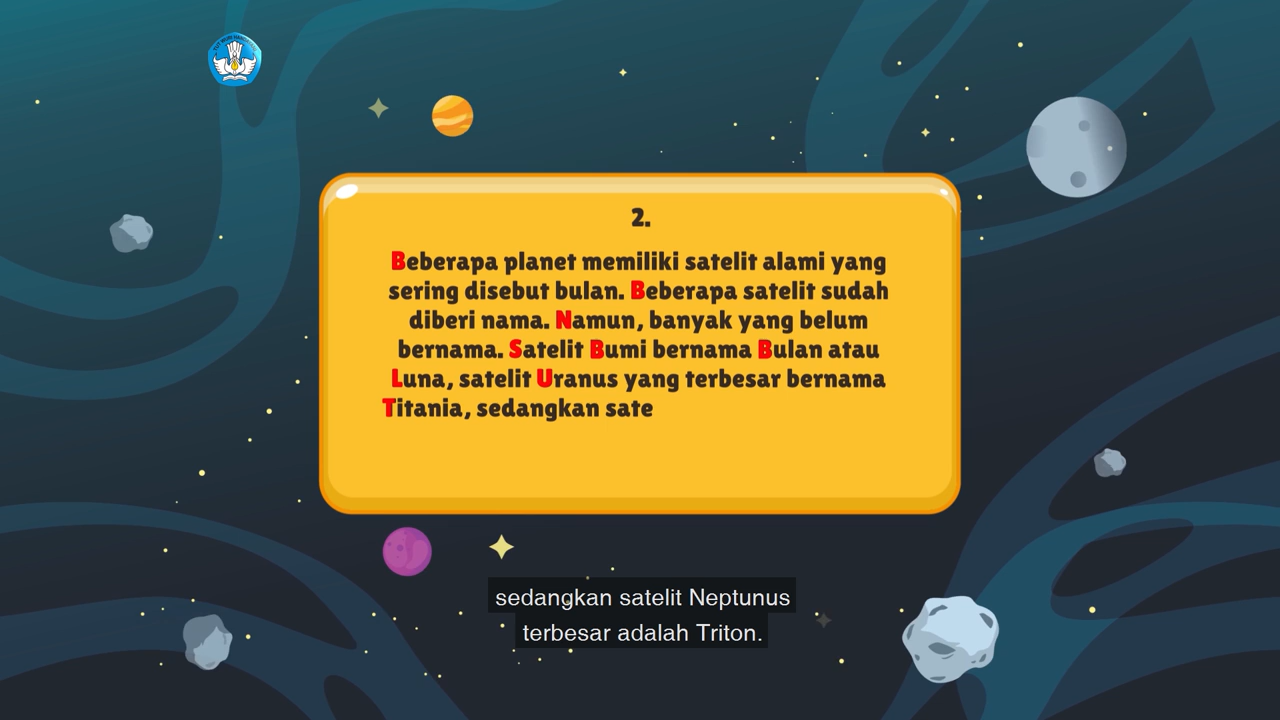 2.
Beberapa planet memiliki satelit alami yang
sering disebut bulan. Beberapa satelit sudah
diberi nama. Namun, banyak yang belum
bernama. Satelit Bumi bernama Bulan atau
Luna, satelit Uranus yang terbesar bernama
Titania, sedangkan sate
sedangkan satelit Neptunus
terbesar adalah Triton.